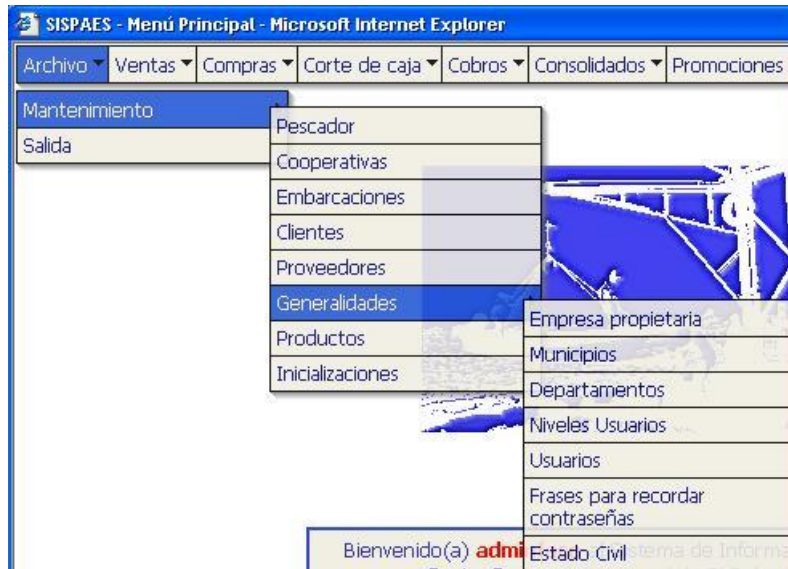 SISPAES - Menú Principal - Microsoft Internet Explorer
Archivo Ventas Compras Corte de caja Cobros Consolidados Promociones
Mantenimiento
Salida
Pescador
Cooperativas
Embarcaciones
Clientes
Proveedores
Generalidades
Productos
Inicializaciones
Empresa propietaria
Municipios
Departamentos
Niveles Usuarios
Usuarios
Frases para recordar
contraseñas
Estado Civil
Bienvenido(a) admi